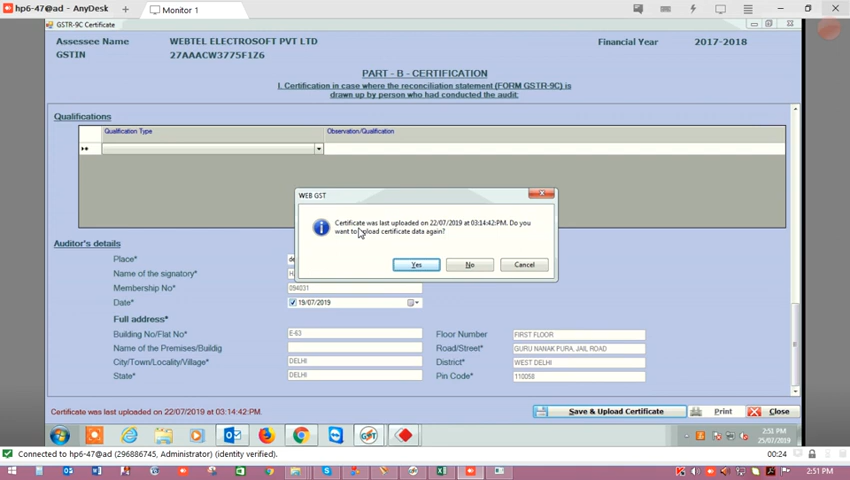 hp6-47@ad - AnyDesk
Monitor 1
GSTR-9C Certificate
Assessee Name WEBTEL ELECTROSOFT PVT LTD Financial Year 2017-2018
GSTIN 27AAACW3775F1Z6
PART - B - CERTIFICATION
I. Certification in case where the reconciliation statement (FORM GSTR-9C) is
drawn up by person who had conducted the audit:
Qualifications
Qualification Type Observation/Qualification
WEB GST
Certificate was last uploaded on 22/07/2019 at 03:14:42:PM. Do you
want to upload certificate data again?
Yes No Cancel
Auditor's details
Place* de
Name of the signatory*
Membership No* 094031
Date* 19/07/2019
Full address*
Building No/Flat No* E-63 Floor Number FIRST FLOOR
Name of the Premises/Buildig Road/Street* GURU NANAK PURA, JAIL ROAD
City/Town/Locality/Village* DELHI District* WEST DELHI
State* DELHI Pin Code* 110058
Certificate was last uploaded on 22/07/2019 at 03:14:42:PM. Save & Upload Certificate Print Close
2:51 PM
25/07/2019
Connected to hp6-47@ad (296886745, Administrator) (identity verified). 00:24
2:51 PM